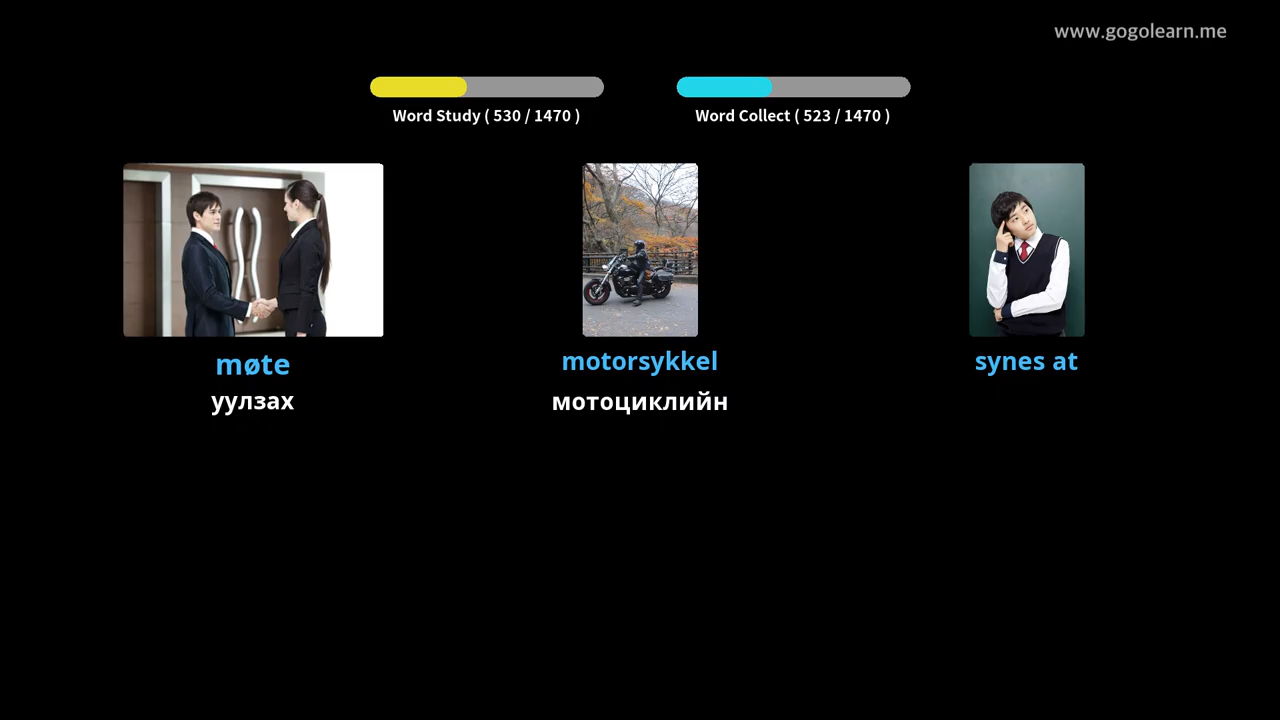 www.gogolearn.me
Word Study ( 530 / 1470 )
Word Collect ( 523 / 1470 )
møte
motorsykkel
synes at
уулзах
мотоциклийн